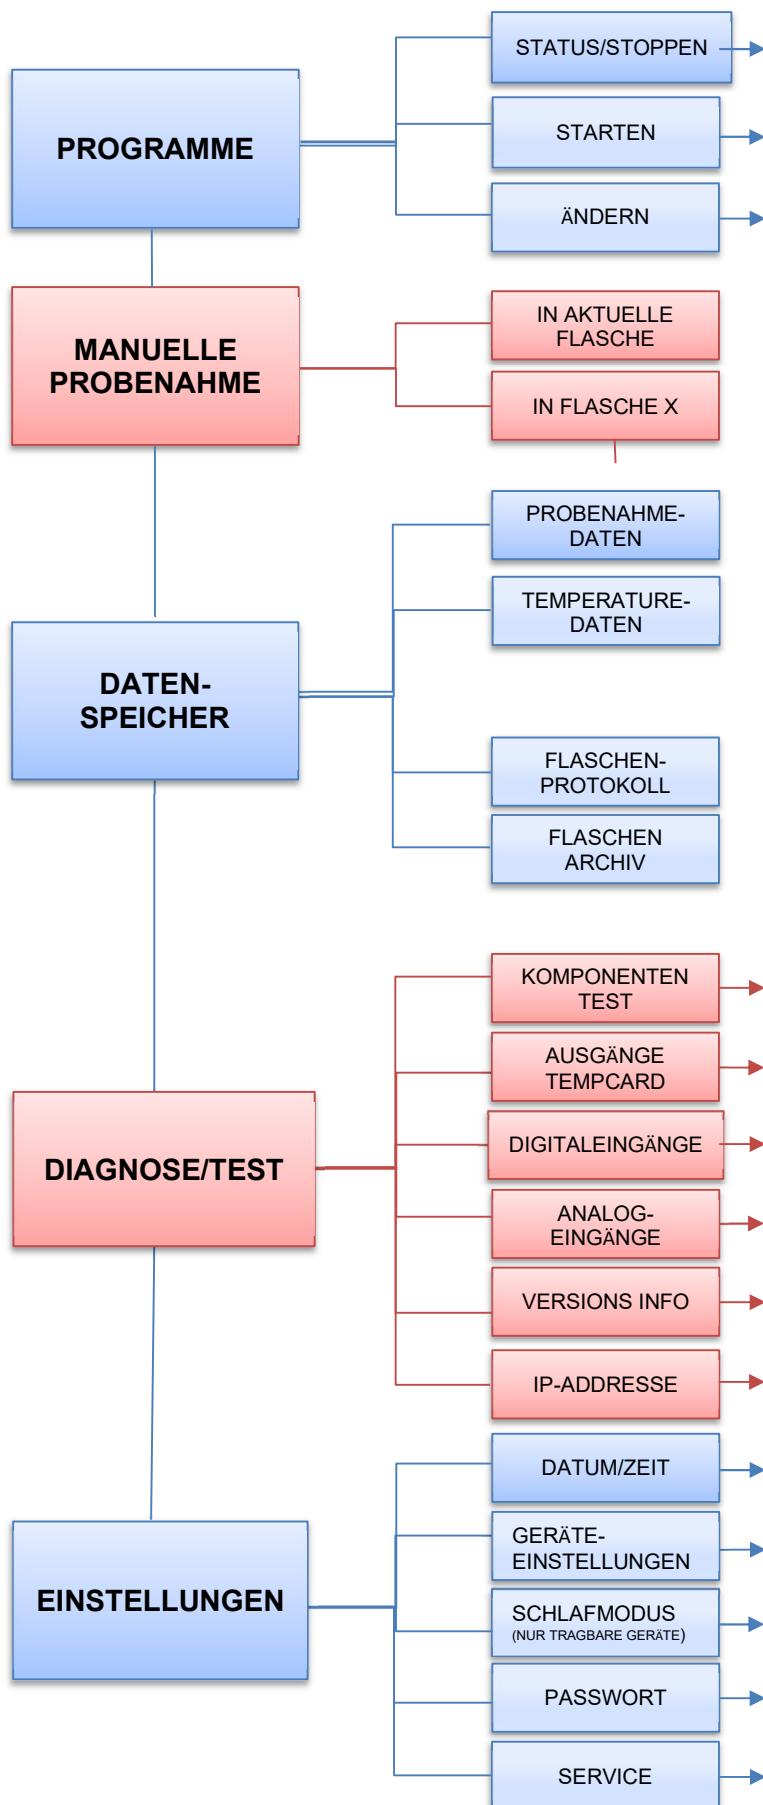 PROGRAMME
STATUS/STOPPEN
STARTEN
ÄNDERN
MANUELLE
PROBENAHME
IN AKTUELLE
FLASCHE
IN FLASCHE X
DATEN-
SPEICHER
PROBENAHME-
DATEN
TEMPERATURE-
DATEN
FLASCHEN-
PROTOKOLL
FLASCHEN
ARCHIV
DIAGNOSE/TEST
KOMPONENTEN
TEST
AUSGÄNGE
TEMPCARD
DIGITALEINGÄNGE
ANALOG-
EINGÄNGE
VERSIONS INFO
IP-ADDRESSE
EINSTELLUNGEN
DATUM/ZEIT
GERÄTE-
EINSTELLUNGEN
SCHLAFMODUS
(NUR TRAGBARE GERÄTE)
PASSWORT
SERVICE